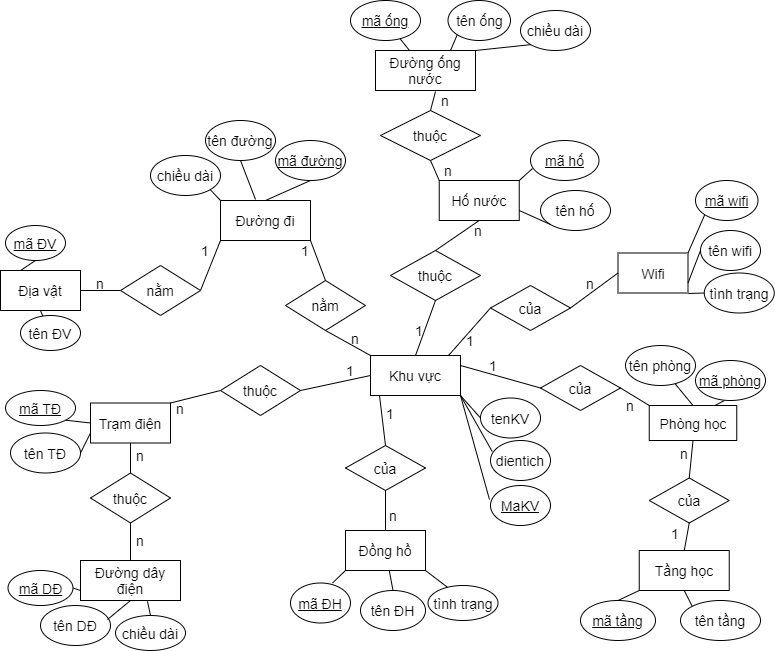 mã ống
tên ống
chiều dài
Đường ống
nước
n
thuộc
n
tên đường
mã đường
chiều dài
Đường đi
mã hố
Hố nước
tên hố
n
mã wifi
tên wifi
Wifi
tình trạng
mã ĐV
1
1
Địa vật
n
nằm
tên ĐV
nằm
n
thuộc
1
n
của
1
Khu vực
1
thuộc
1
n
mã TĐ
Trạm điện
tên TĐ
n
tenKV
dientich
MaKV
1
của
n
tên phòng
mã phòng
của
n
Phòng học
n
của
1
Tầng học
mã tầng
tên tầng
thuộc
n
Đường dây
điện
mã DĐ
tên DĐ
chiều dài
Đồng hồ
mã ĐH
tên ĐH
tình trạng